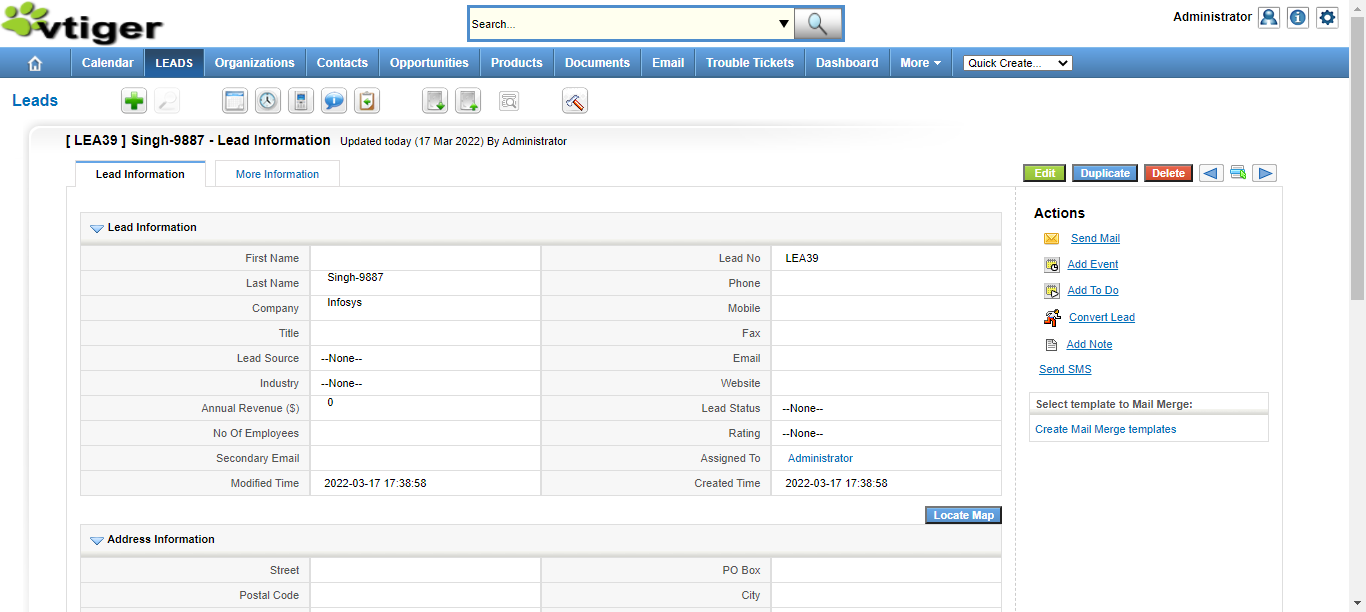 vtiger
Search...
Administrator
Calendar LEADS Organizations Contacts Opportunities Products Documents Email Trouble Tickets Dashboard More Quick Create...
Leads
[ LEA39 ] Singh-9887 - Lead Information Updated today (17 Mar 2022) By Administrator
Lead Information More Information
Edit Duplicate Delete
Lead Information
First Name Lead No LEA39
Last Name Singh-9887 Phone
Company Infosys Mobile
Title Fax
Lead Source --None-- Email
Industry --None-- Website
Annual Revenue ($) 0 Lead Status --None--
No Of Employees Rating --None--
Secondary Email Assigned To Administrator
Modified Time 2022-03-17 17:38:58 Created Time 2022-03-17 17:38:58
Locate Map
Address Information
Street PO Box
Postal Code City
Actions
Send Mail
Add Event
Add To Do
Convert Lead
Add Note
Send SMS
Select template to Mail Merge:
Create Mail Merge templates